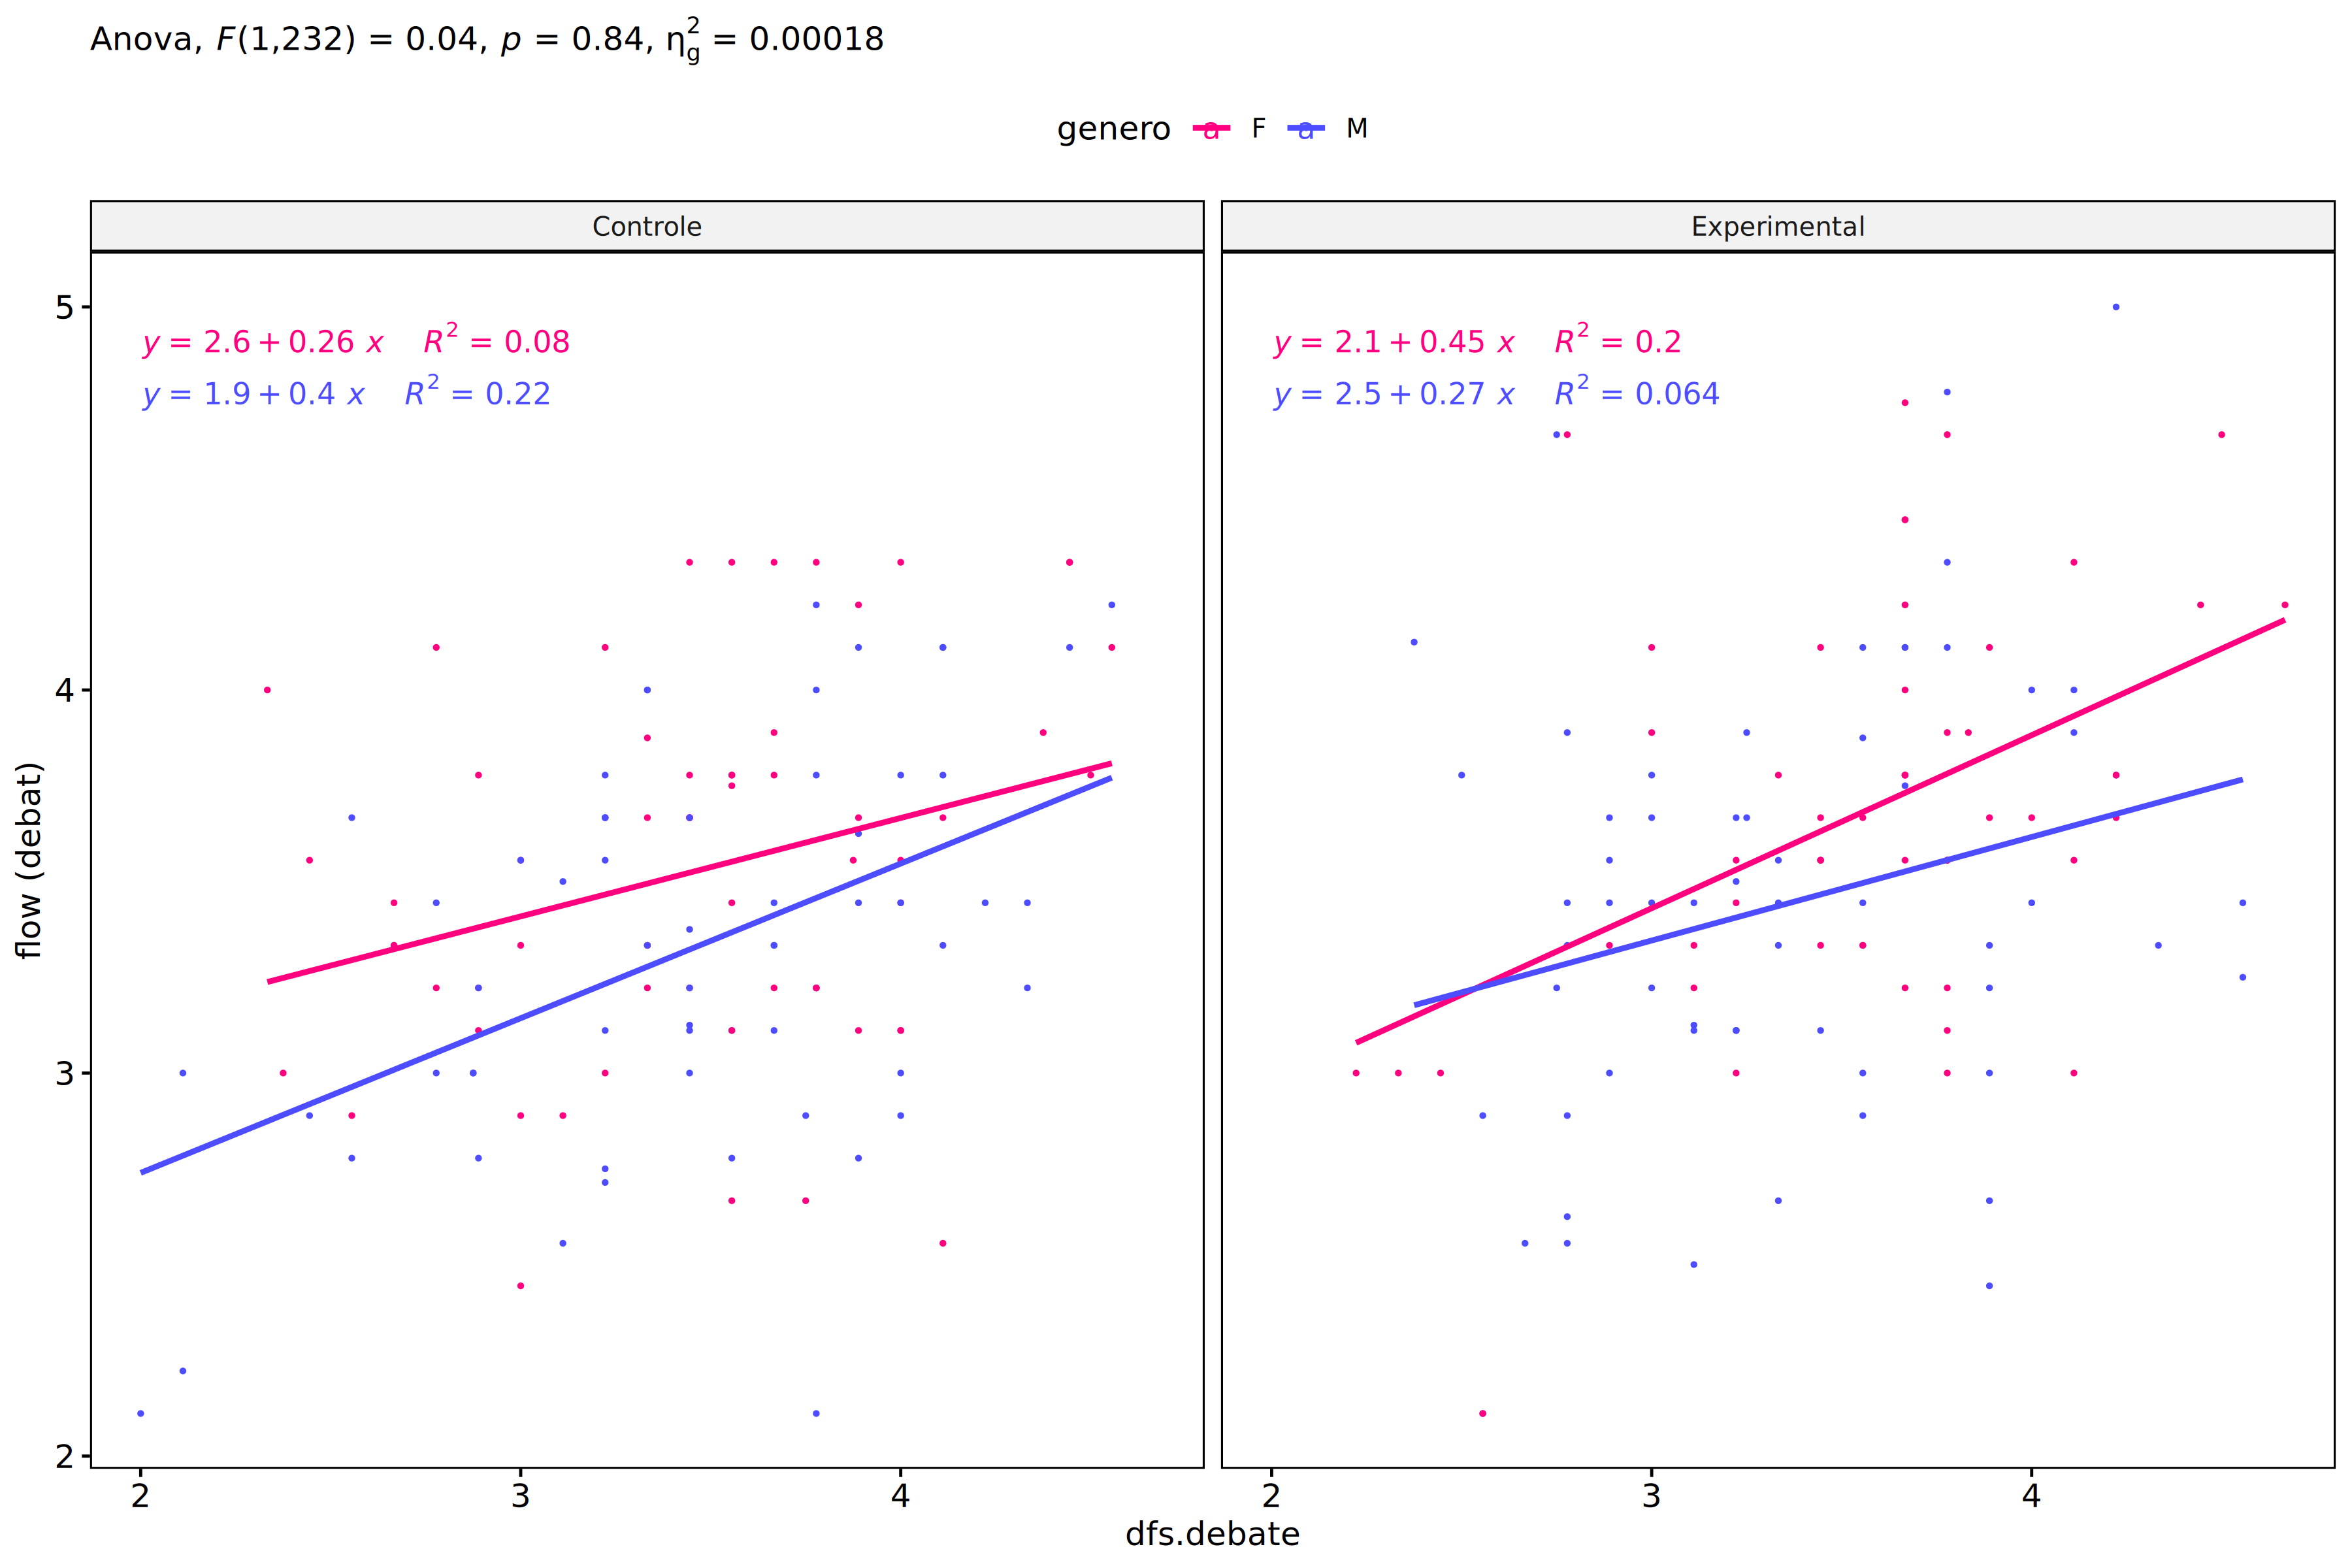 Anova, F(1,232) = 0.04, p = 0.84, η²g = 0.00018
genero a F a M
Controle
Experimental
y = 2.6 + 0.26 x R² = 0.08
y = 1.9 + 0.4 x R² = 0.22
y = 2.1 + 0.45 x R² = 0.2
y = 2.5 + 0.27 x R² = 0.064
flow (debat)
5
4
3
2
2 3 4
2 3 4
dfs.debate